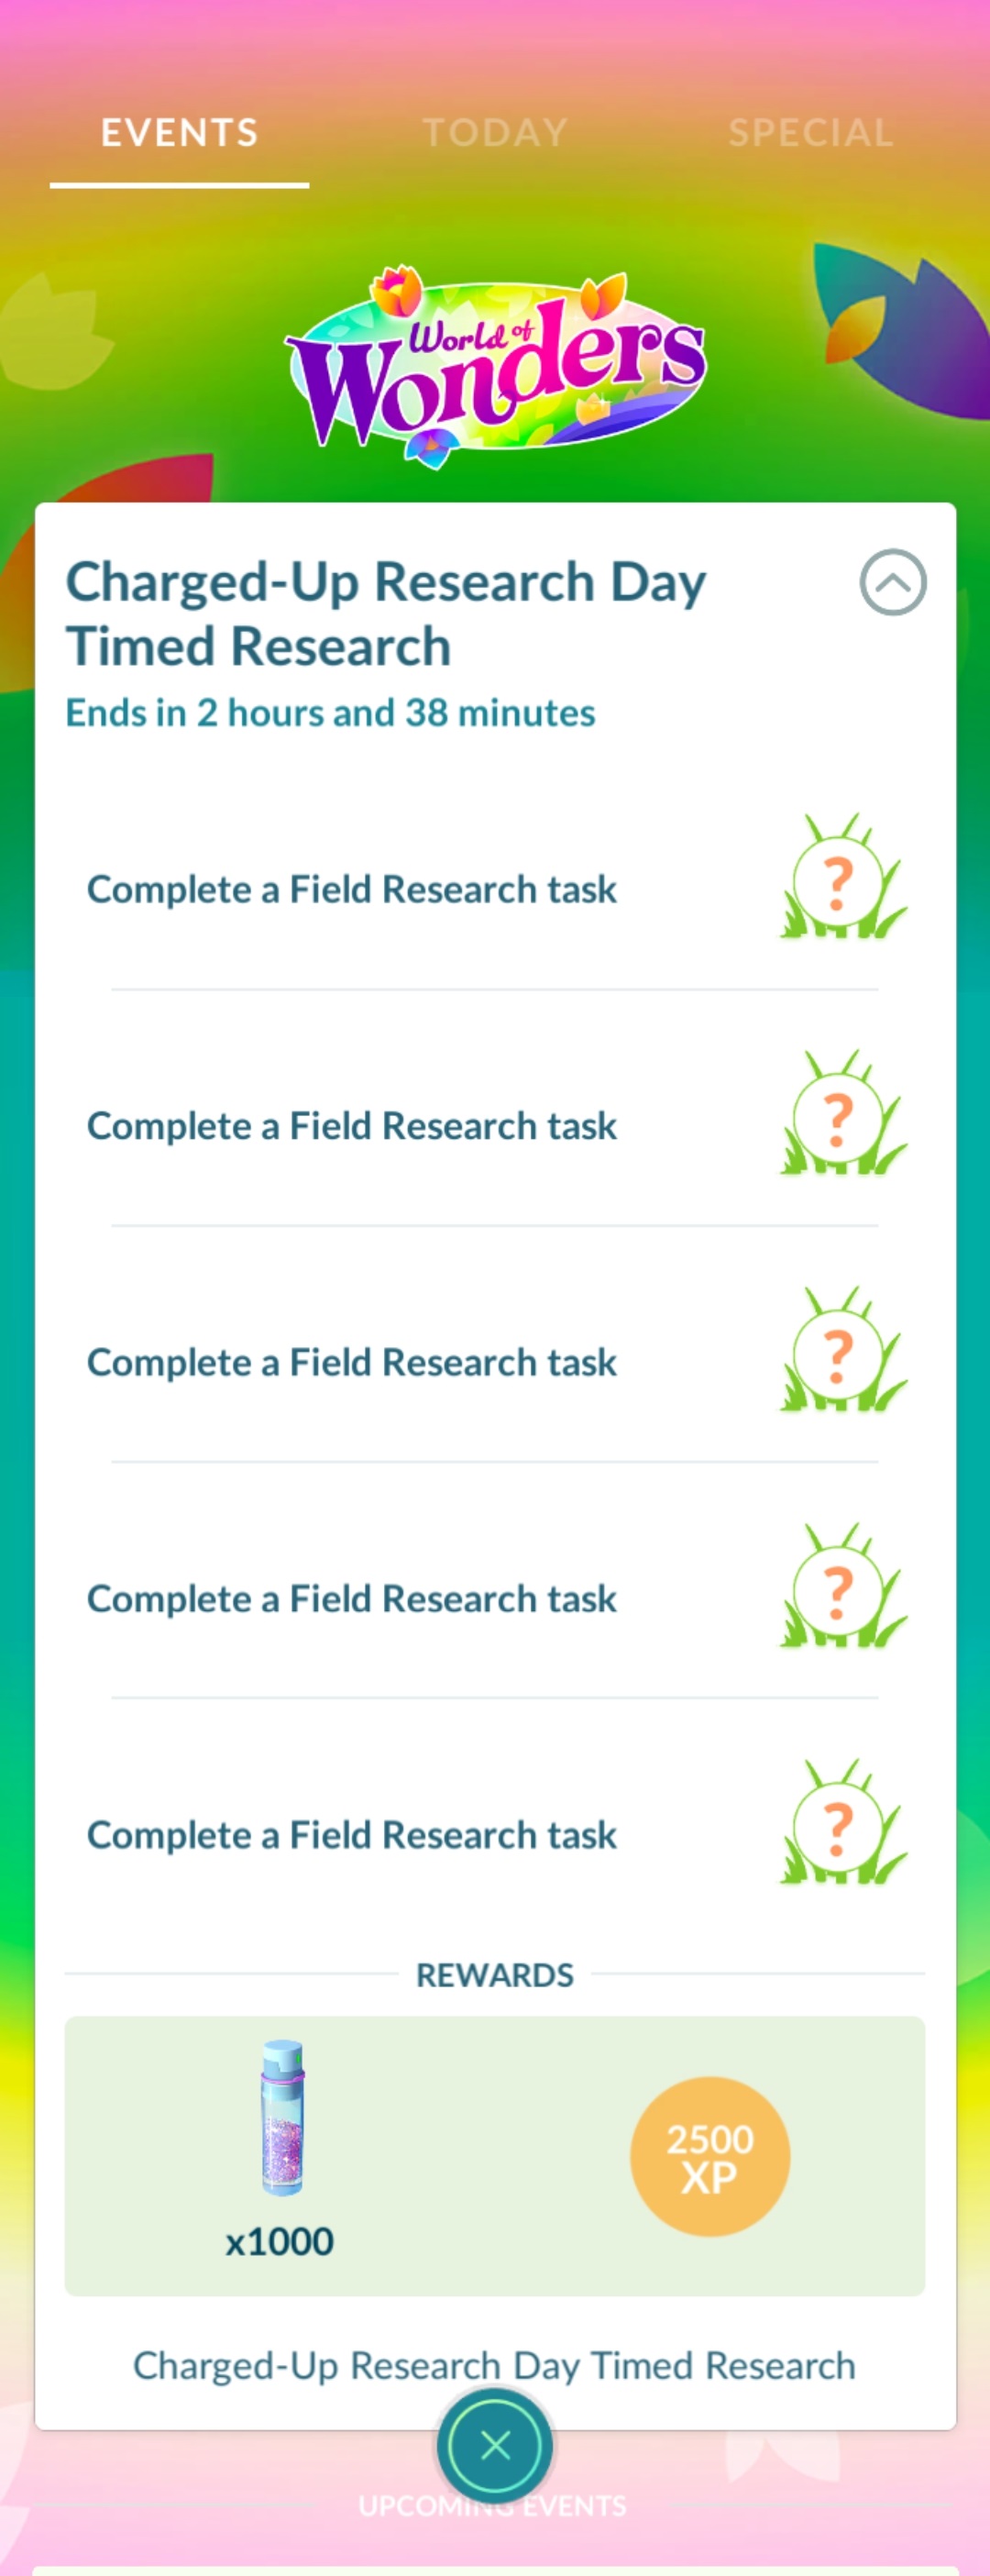 EVENTS
TODAY
SPECIAL
World of
Wonders
Charged-Up Research Day
Timed Research
Ends in 2 hours and 38 minutes
Complete a Field Research task
?
Complete a Field Research task
?
Complete a Field Research task
?
Complete a Field Research task
?
Complete a Field Research task
?
REWARDS
2500
XP
x1000
Charged-Up Research Day Timed Research
UPCOMING EVENTS